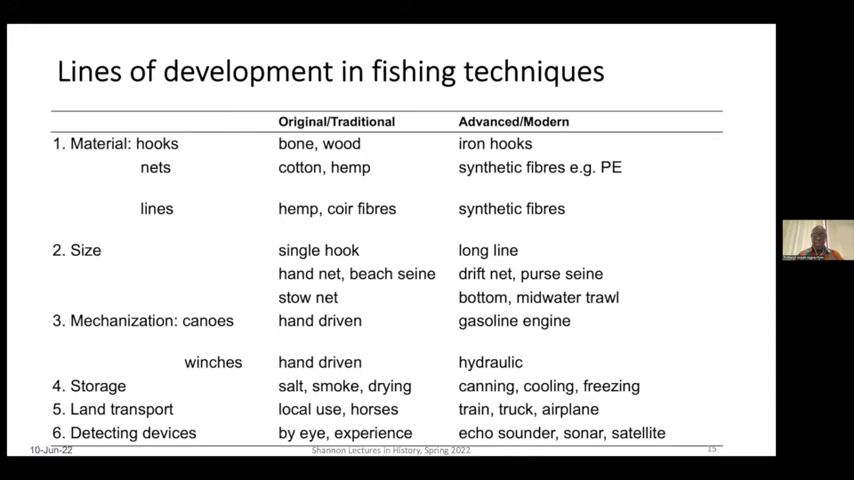 Lines of development in fishing techniques
Original/Traditional Advanced/Modern
1. Material: hooks bone, wood iron hooks
nets cotton, hemp synthetic fibres e.g. PE
lines hemp, coir fibres synthetic fibres
2. Size single hook long line
hand net, beach seine drift net, purse seine
stow net bottom, midwater trawl
3. Mechanization: canoes hand driven gasoline engine
winches hand driven hydraulic
4. Storage salt, smoke, drying canning, cooling, freezing
5. Land transport local use, horses train, truck, airplane
6. Detecting devices by eye, experience echo sounder, sonar, satellite
10-Jun-22 Shannon Lectures in History, Spring 2022 15